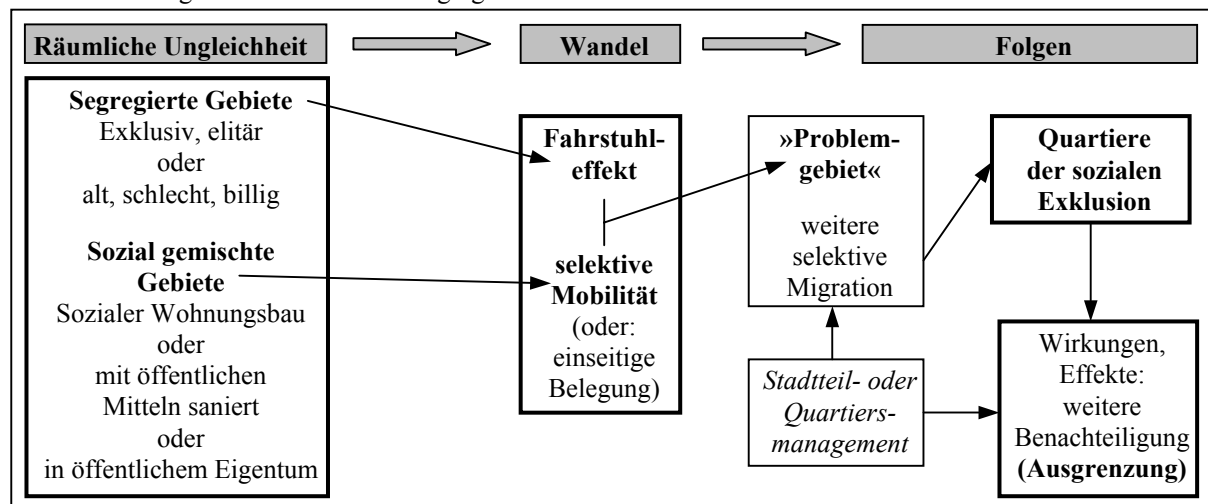 Räumliche Ungleichheit
Wandel
Folgen
Segregierte Gebiete
Exklusiv, elitär
oder
alt, schlecht, billig
Sozial gemischte
Gebiete
Sozialer Wohnungsbau
oder
mit öffentlichen
Mitteln saniert
oder
in öffentlichem Eigentum
Fahrstuhl-
effekt
selektive
Mobilität
(oder:
einseitige
Belegung)
»Problem-
gebiet«
weitere
selektive
Migration
Stadtteil- oder
Quartiers-
management
Quartiere
der sozialen
Exklusion
Wirkungen,
Effekte:
weitere
Benachteiligung
(Ausgrenzung)